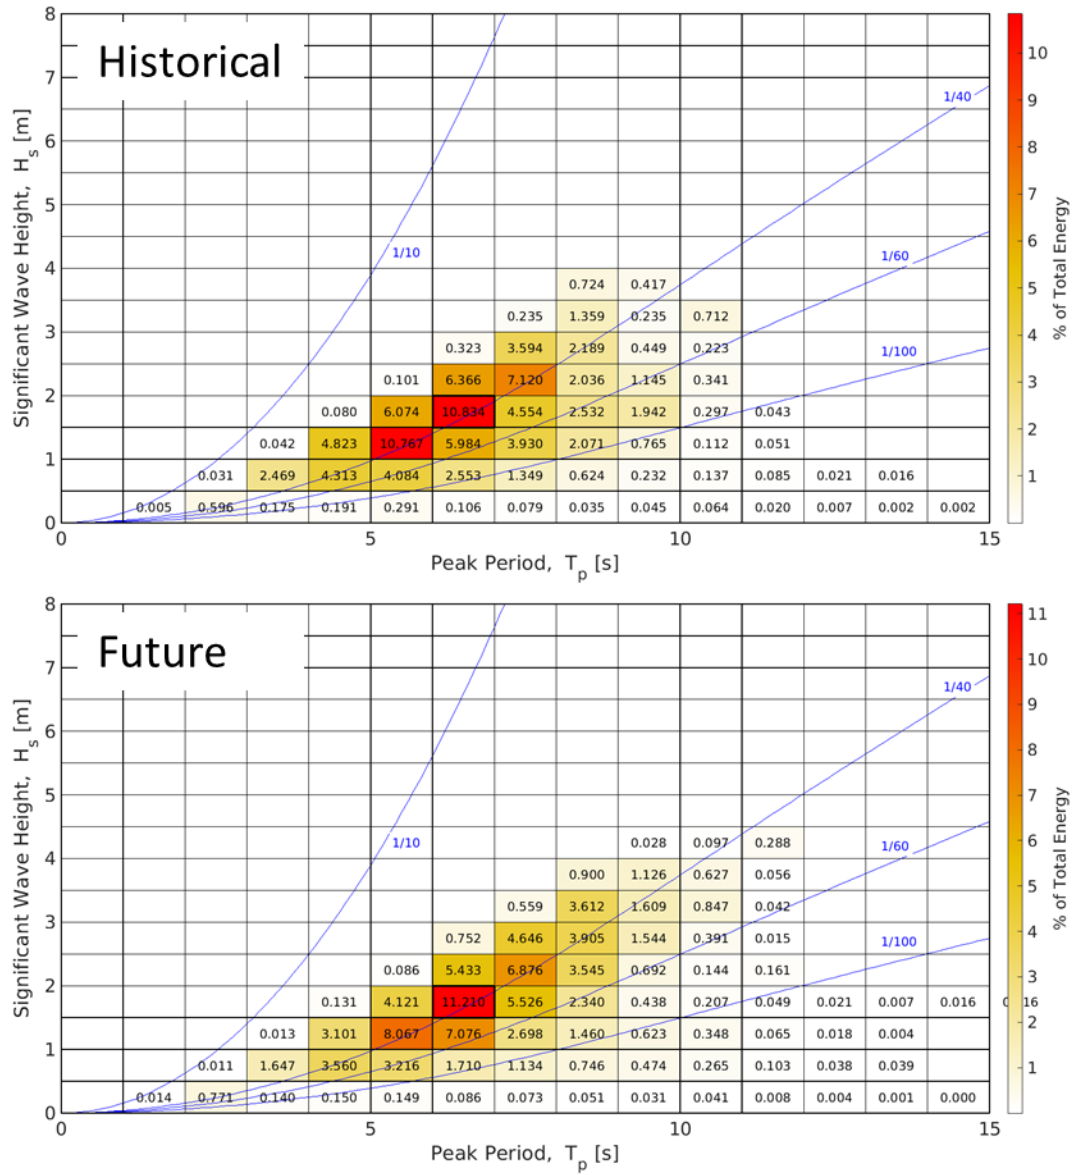 Historical
8
7
6
5
4
3
2
1
0
Significant Wave Height, H_s [m]
1/10
1/40
1/60
1/100
0.724 0.417
0.235 1.359 0.235 0.712
0.323 3.594 2.189 0.449 0.223
0.101 6.366 7.120 2.036 1.145 0.341
0.080 6.074 10.834 4.554 2.532 1.942 0.297 0.043
0.042 4.823 10.767 5.984 3.930 2.071 0.765 0.112 0.051
0.031 2.469 4.313 4.084 2.553 1.349 0.624 0.232 0.137 0.085 0.021 0.016
0.005 0.596 0.175 0.191 0.291 0.106 0.079 0.035 0.045 0.064 0.020 0.007 0.002 0.002
0 5 10 15
Peak Period, T_p [s]
10
9
8
7
6
5
4
3
2
1
% of Total Energy
Future
8
7
6
5
4
3
2
1
0
Significant Wave Height, H_s [m]
1/10
1/40
1/60
1/100
0.028 0.097 0.288
0.900 1.126 0.627 0.056
0.559 3.612 1.609 0.847 0.042
0.752 4.646 3.905 1.544 0.391 0.015
0.086 5.433 6.876 3.545 0.692 0.144 0.161
0.131 4.121 11.210 5.526 2.340 0.438 0.207 0.049 0.021 0.007 0.016
0.013 3.101 8.067 7.076 2.698 1.460 0.623 0.348 0.065 0.018 0.004
0.011 1.647 3.560 3.216 1.710 1.134 0.746 0.474 0.265 0.103 0.038 0.039
0.014 0.771 0.140 0.150 0.149 0.086 0.073 0.051 0.031 0.041 0.008 0.004 0.001 0.000
0 5 10 15
Peak Period, T_p [s]
11
10
9
8
7
6
5
4
3
2
1
% of Total Energy